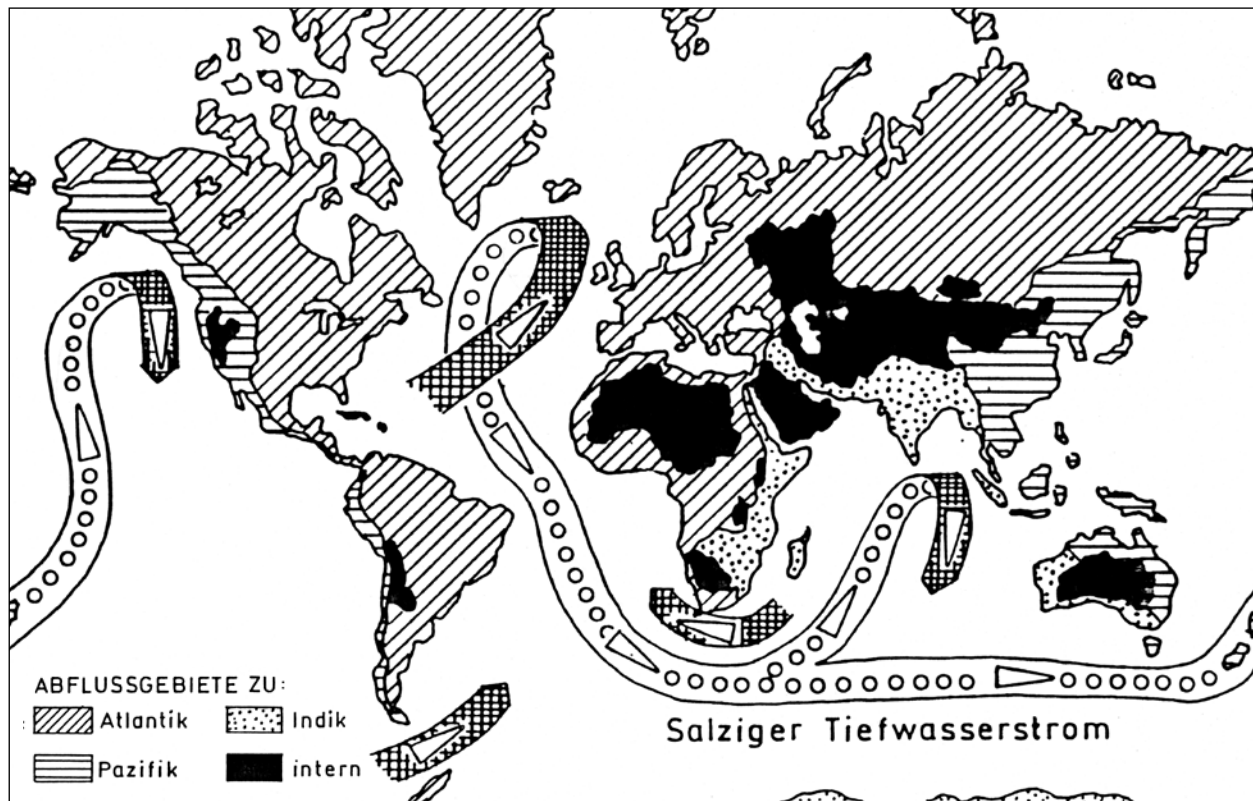 Salziger Tiefwasserstrom
ABFLUSSGEBIETE ZU:
Atlantik
Indik
Pazifik
intern